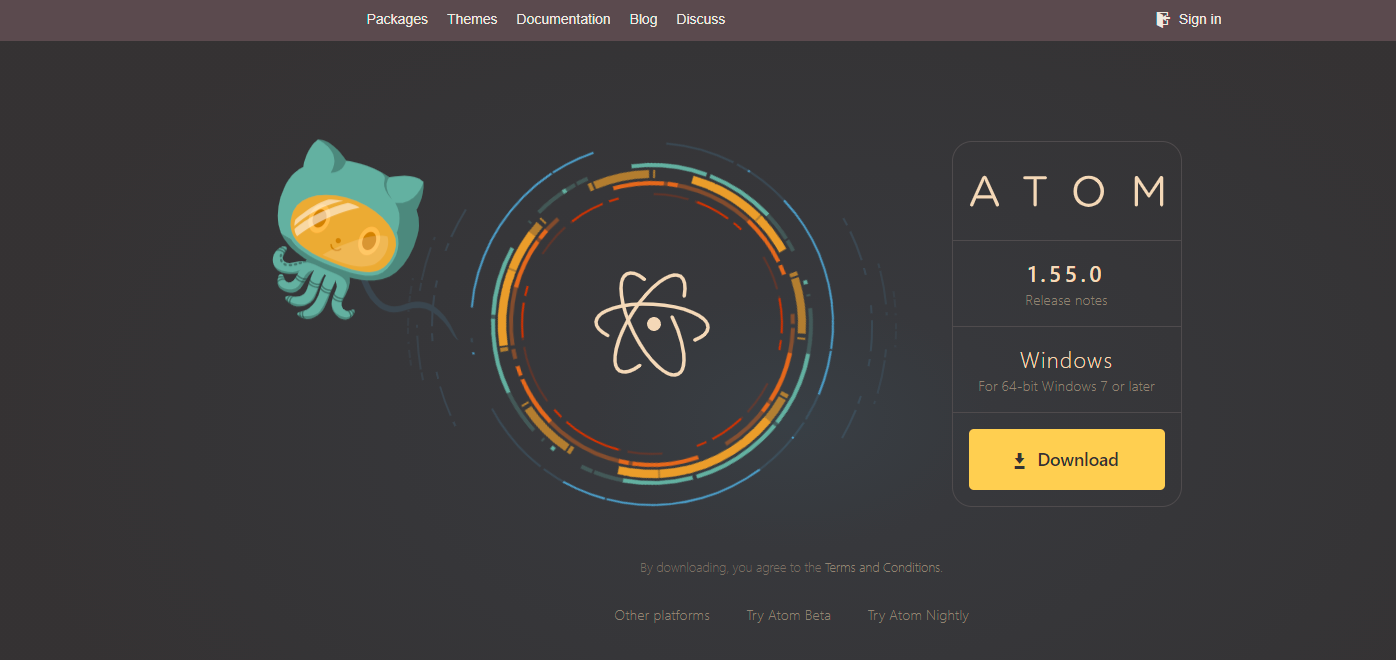 Packages Themes Documentation Blog Discuss Sign in
ATOM
1.55.0
Release notes
Windows
For 64-bit Windows 7 or later
Download
By downloading, you agree to the Terms and Conditions.
Other platforms Try Atom Beta Try Atom Nightly